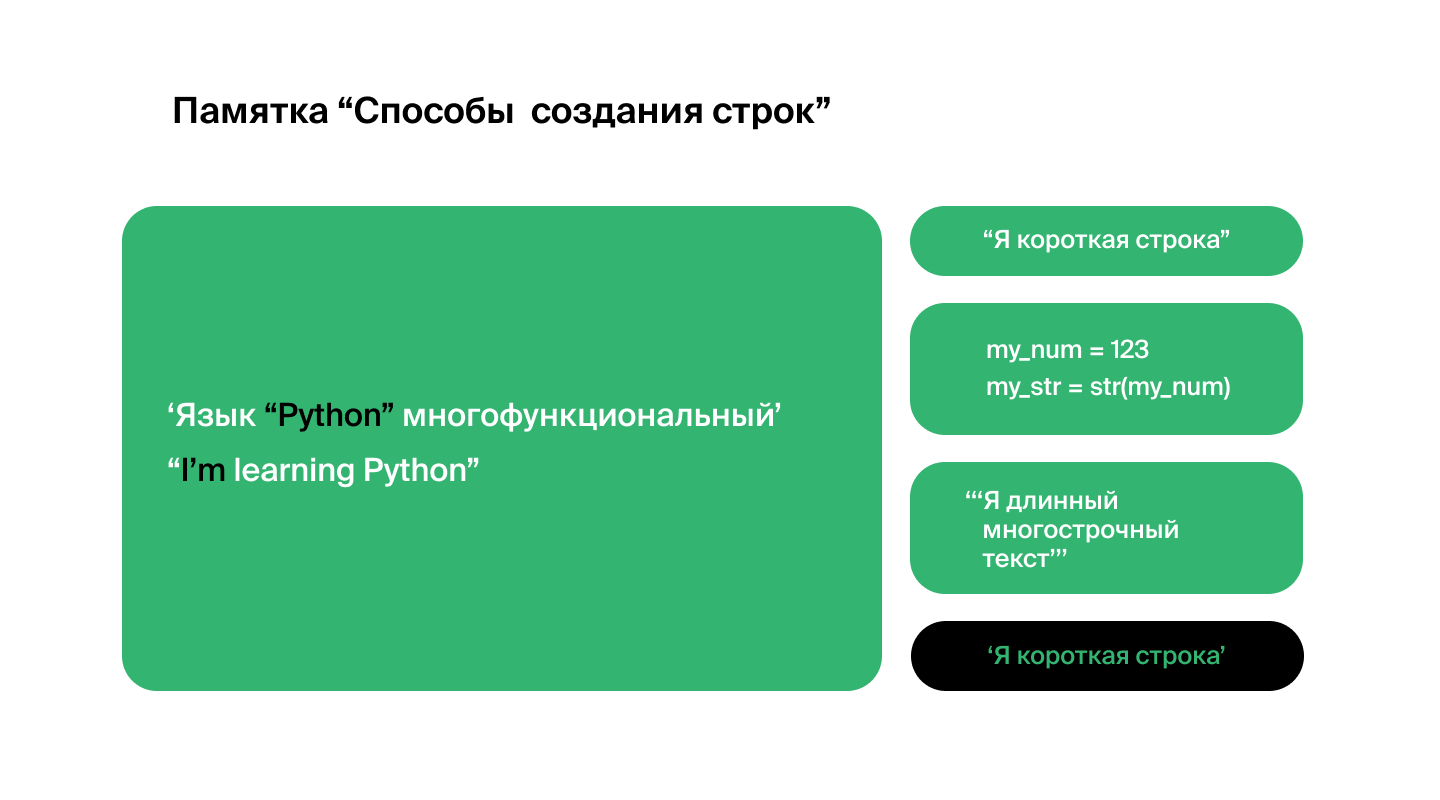 Памятка “Способы  создания строк”
‘Язык “Python” многофункциональный’
“I’m learning Python”
“Я короткая строка”
my_num = 123
my_str = str(my_num)
‘‘‘Я длинный
многострочный
текст’’’
‘Я короткая строка’